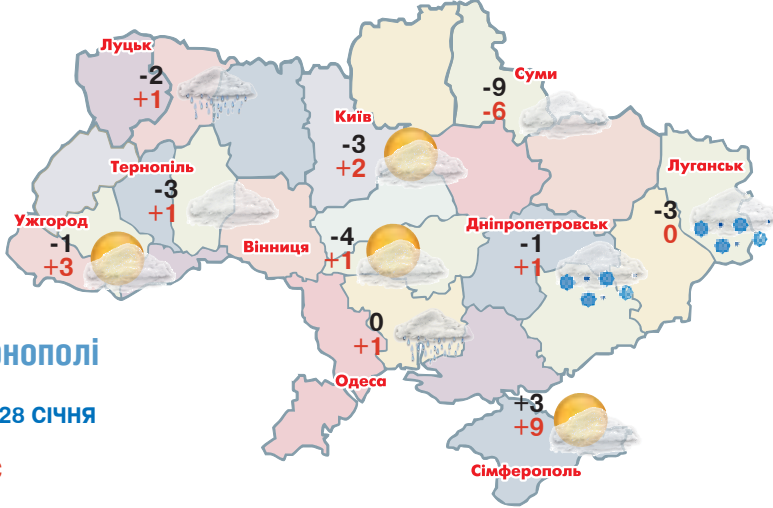 Луцьк
-2
+1
Суми
-9
-6
Київ
-3
+2
Тернопіль
-3
+1
Луганськ
-3
0
Ужгород
-1
+3
Вінниця
-4
+1
Дніпропетровськ
-1
+1
0
+1
Одеса
+3
+9
Сімферополь
нополі
28 СІЧНЯ